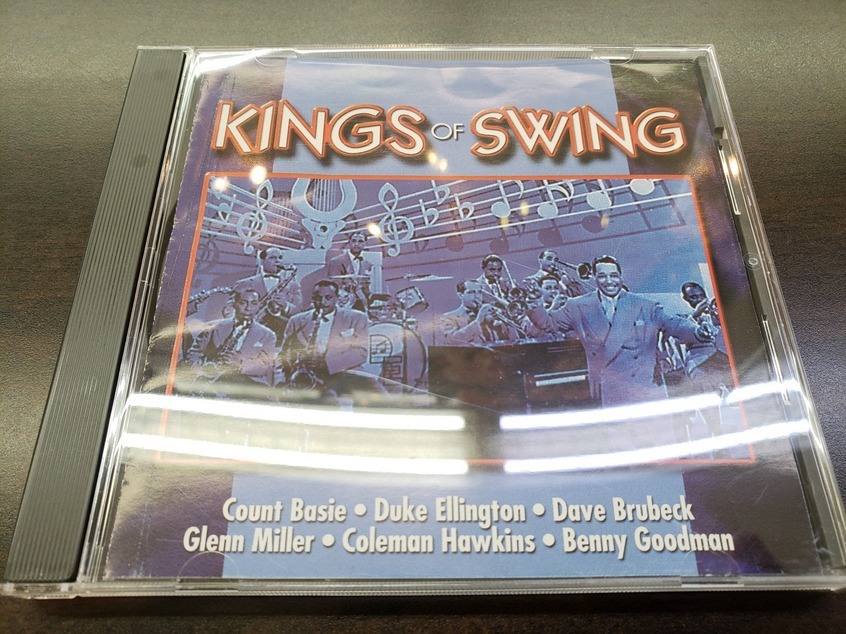 KINGS OF SWING
Count Basie • Duke Ellington • Dave Brubeck
Glenn Miller • Coleman Hawkins • Benny Goodman